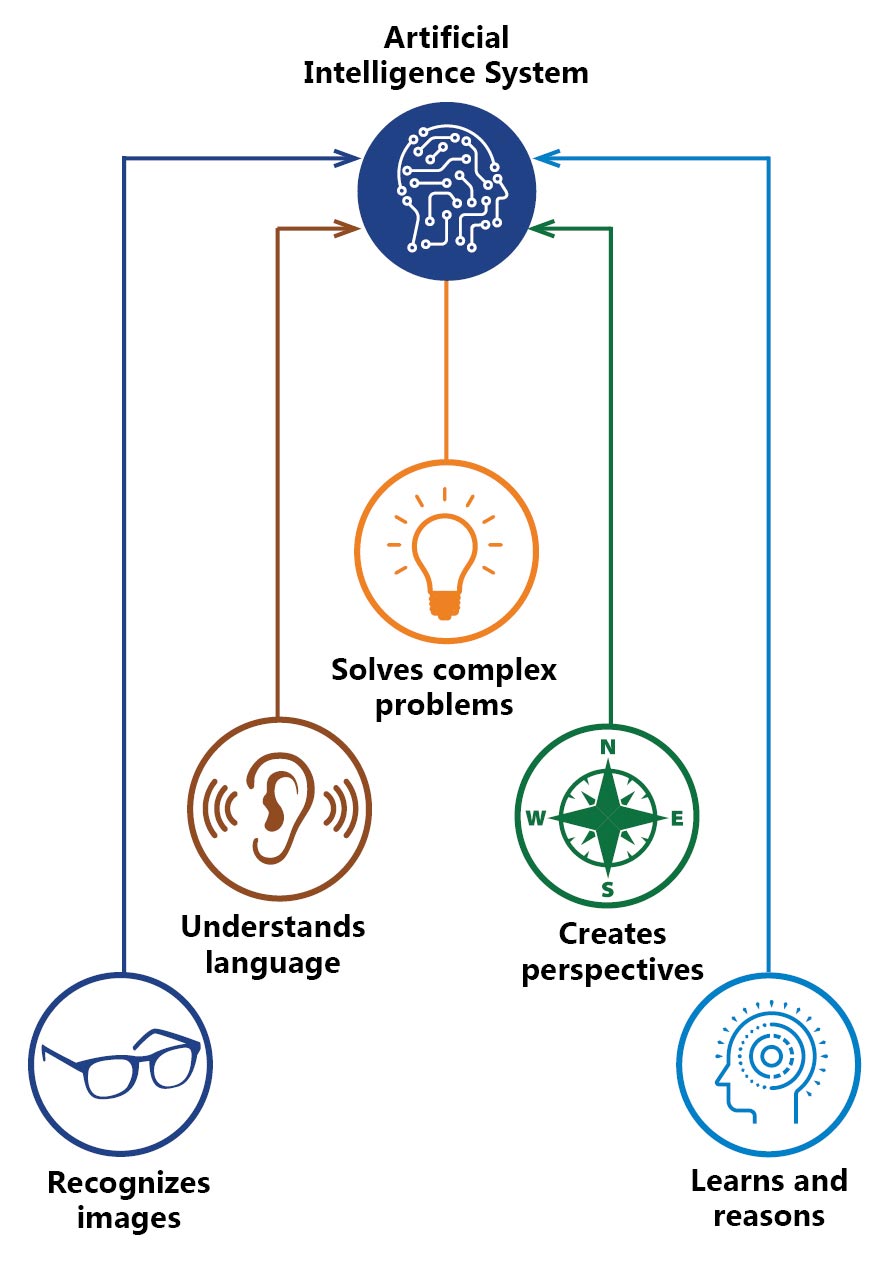 Artificial
Intelligence System
Solves complex
problems
Understands
language
N
W
E
S
Creates
perspectives
Recognizes
images
Learns and
reasons